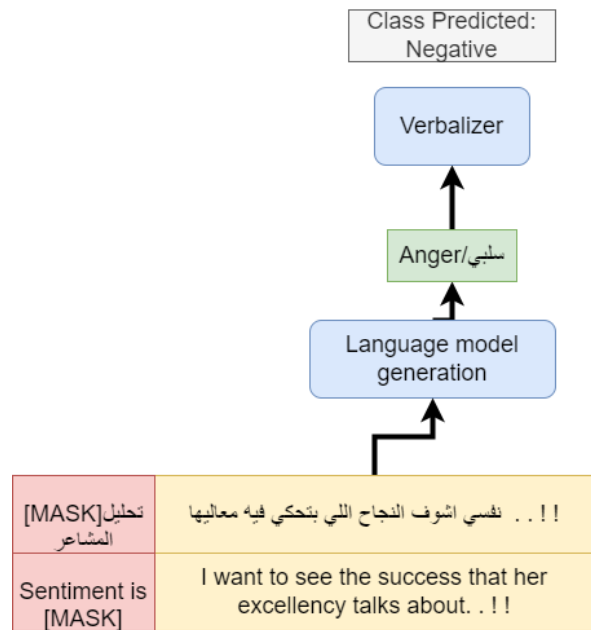 Class Predicted:
Negative
Verbalizer
Anger/سلبي
Language model
generation
تحليل[MASK]
المشاعر
نفسي اشوف النجاح اللي بتحكي فيه معاليها . . ! !
Sentiment is
[MASK]
I want to see the success that her
excellency talks about. . ! !